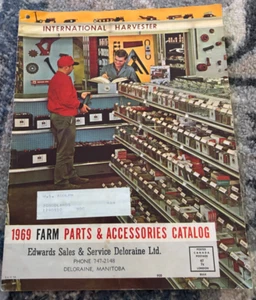 INTERNATIONAL HARVESTER
1969 FARM PARTS & ACCESSORIES CATALOG
Edwards Sales & Service Deloraine Ltd.
PHONE 747-2146
DELORAINE, MANITOBA